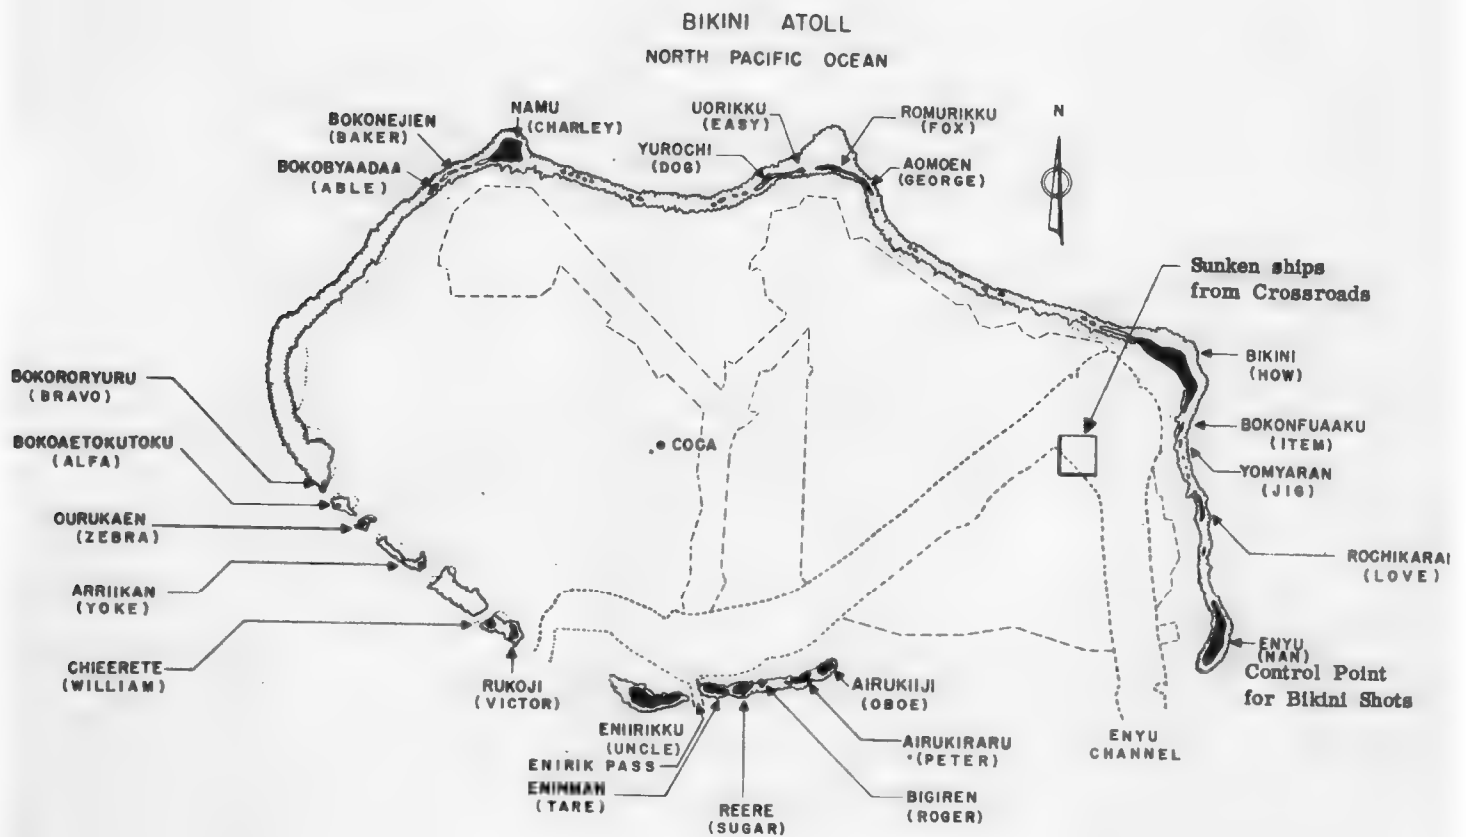 BIKINI ATOLL
NORTH PACIFIC OCEAN
BOKONEJIEN
(BAKER)
NAMU
(CHARLEY)
BOKOBYAADAA
(ABLE)
UORIKKU
(EASY)
YUROCHI
(DOG)
ROMURIKKU
(FOX)
AOMOEN
(GEORGE)
N
Sunken ships
from Crossroads
BIKINI
(HOW)
BOKONFUAAKU
(ITEM)
YOMYARAN
(JIG)
ROCHIKARAI
(LOVE)
ENYU
(NAN)
Control Point
for Bikini Shots
COCA
BOKORORYURU
(BRAVO)
BOKOAETOKUTOKU
(ALFA)
OURUKAEN
(ZEBRA)
ARRIIKAN
(YOKE)
CHIEERETE
(WILLIAM)
RUKOJI
(VICTOR)
ENIIRIKKU
(UNCLE)
ENIRIK PASS
ENINMAN
(TARE)
REERE
(SUGAR)
BIGIREN
(ROGER)
AIRUKIRARU
(PETER)
AIRUKIIJI
(OBOE)
ENYU
CHANNEL